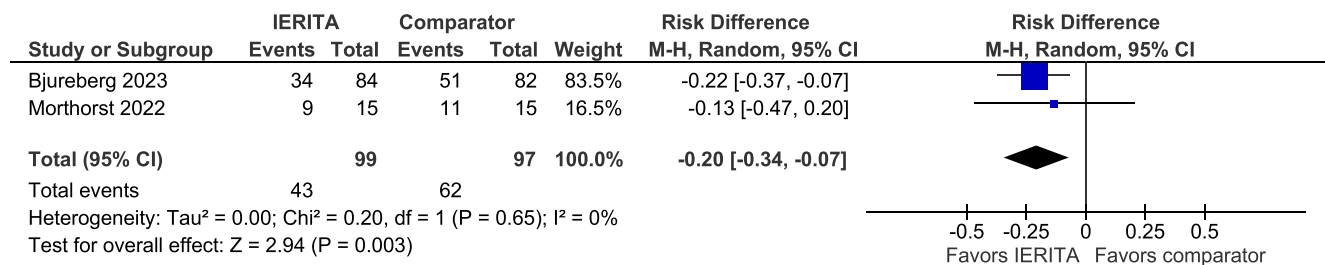 IERITA Comparator Risk Difference Risk Difference
Study or Subgroup Events Total Events Total Weight M-H, Random, 95% CI M-H, Random, 95% CI
Bjureberg 2023 34 84 51 82 83.5% -0.22 [-0.37, -0.07]
Morthorst 2022 9 15 11 15 16.5% -0.13 [-0.47, 0.20]
Total (95% CI) 99 97 100.0% -0.20 [-0.34, -0.07]
Total events 43 62
Heterogeneity: Tau² = 0.00; Chi² = 0.20, df = 1 (P = 0.65); I² = 0%
Test for overall effect: Z = 2.94 (P = 0.003)
-0.5 -0.25 0 0.25 0.5
Favors IERITA Favors comparator